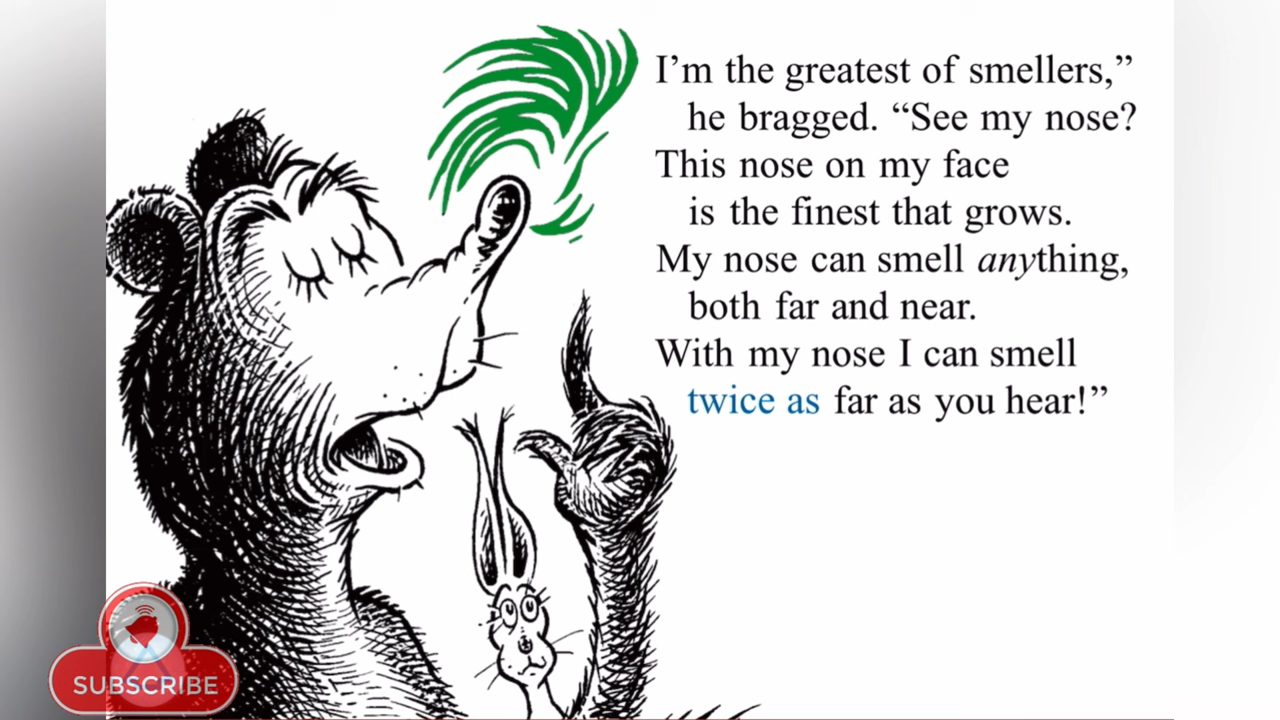 I’m the greatest of smellers,”
he bragged. “See my nose?
This nose on my face
is the finest that grows.
My nose can smell anything,
both far and near.
With my nose I can smell
twice as far as you hear!”
SUBSCRIBE